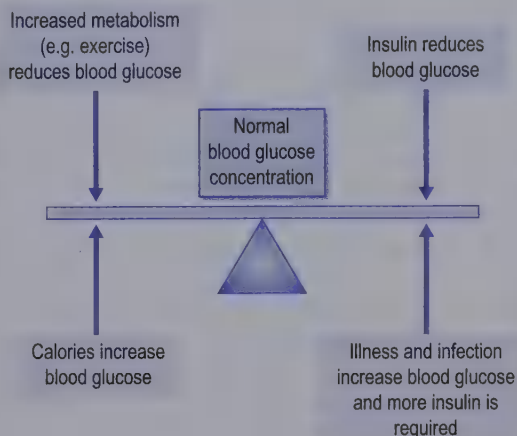 Increased metabolism
(e.g. exercise)
reduces blood glucose
Insulin reduces
blood glucose
Normal
blood glucose
concentration
Calories increase
blood glucose
Illness and infection
increase blood glucose
and more insulin is
required